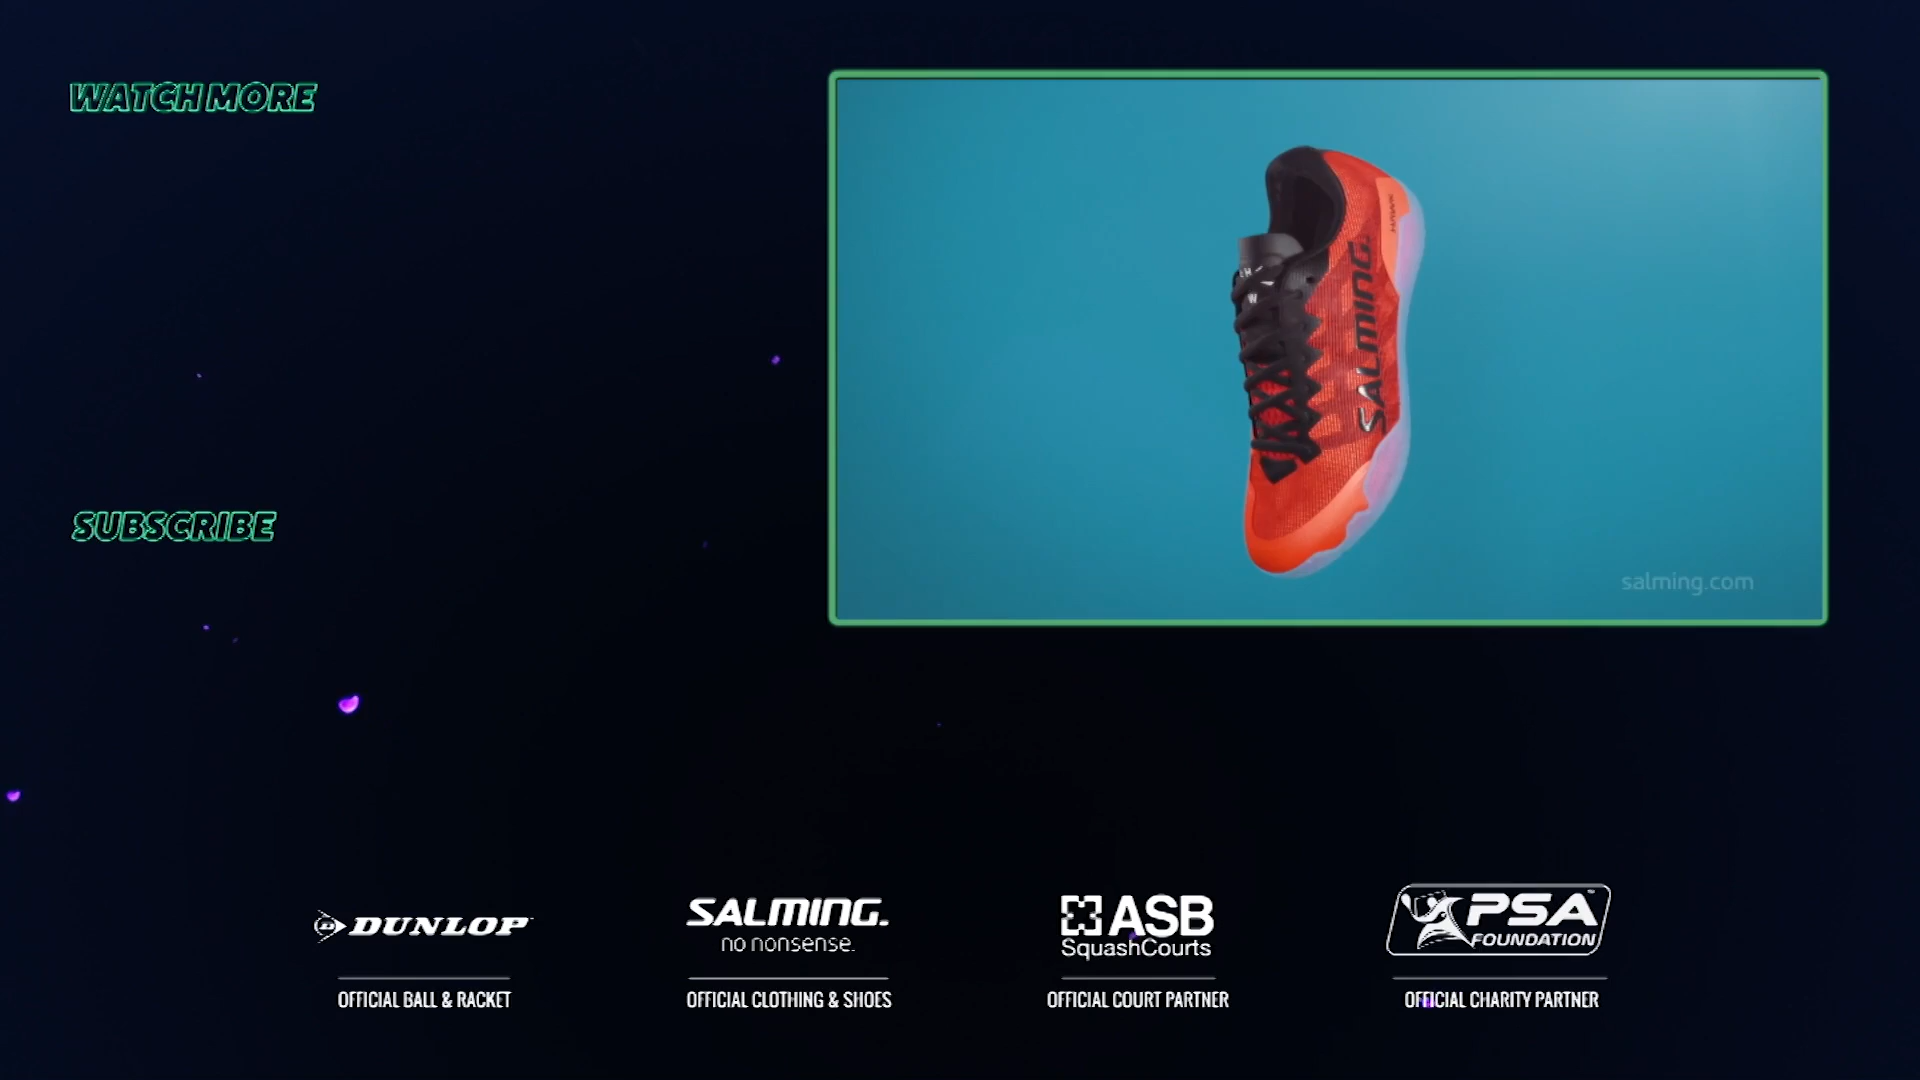 WATCH MORE
HAWK
SALMING.
salming.com
SUBSCRIBE
DUNLOP
SALMING.
no nonsense.
ASB
SquashCourts
PSA
FOUNDATION
OFFICIAL BALL & RACKET
OFFICIAL CLOTHING & SHOES
OFFICIAL COURT PARTNER
OFFICIAL CHARITY PARTNER